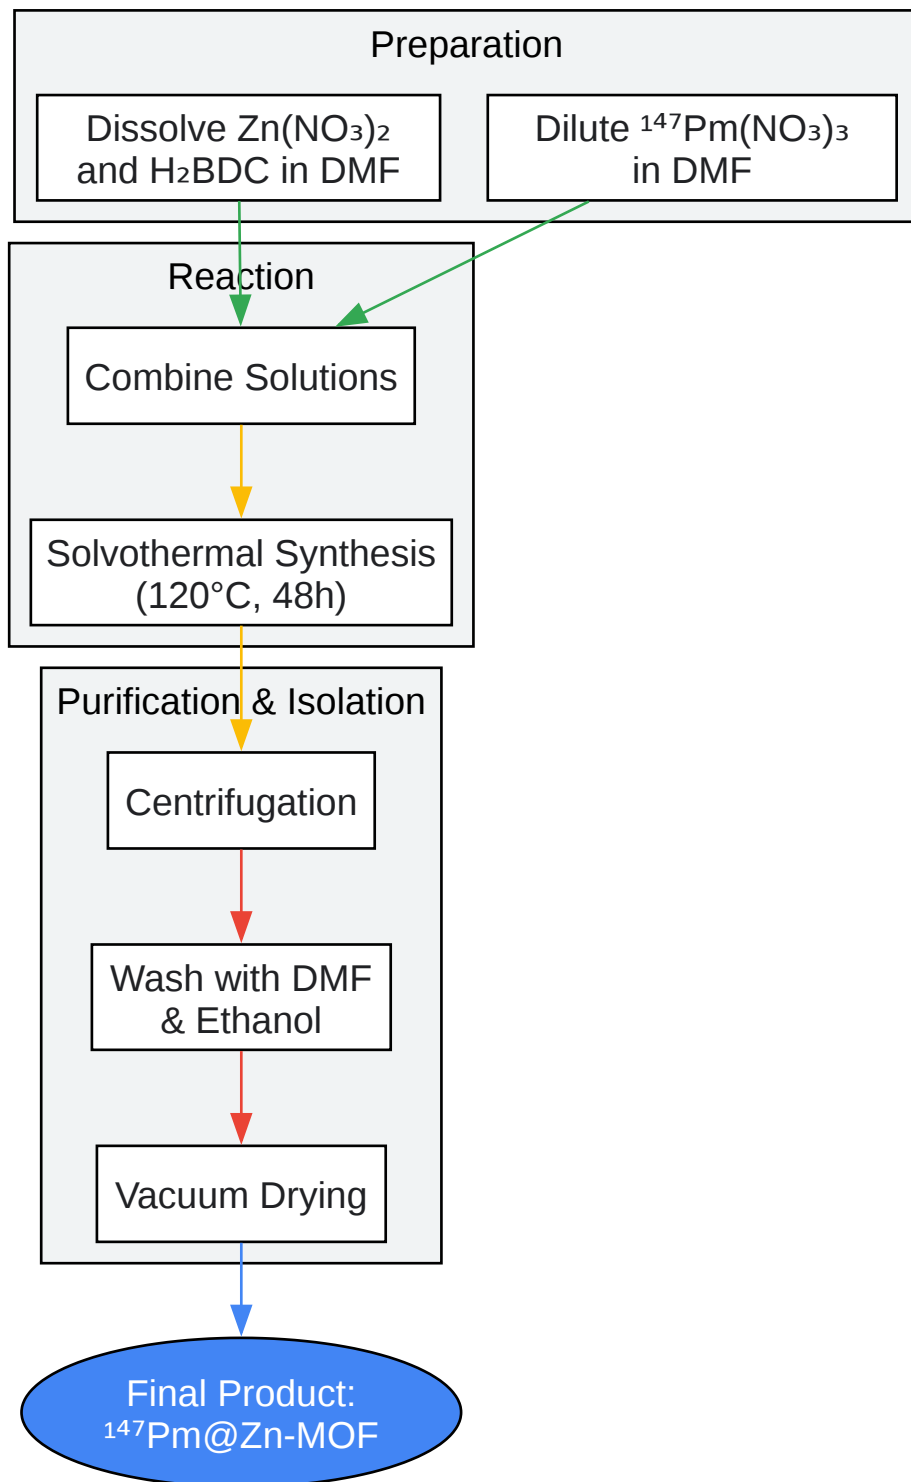 Preparation
Dissolve Zn(NO₃)₂
and H₂BDC in DMF
Dilute ¹⁴⁷Pm(NO₃)₃
in DMF
Reaction
Combine Solutions
Solvothermal Synthesis
(120°C, 48h)
Purification & Isolation
Centrifugation
Wash with DMF
& Ethanol
Vacuum Drying
Final Product:
¹⁴⁷Pm@Zn-MOF